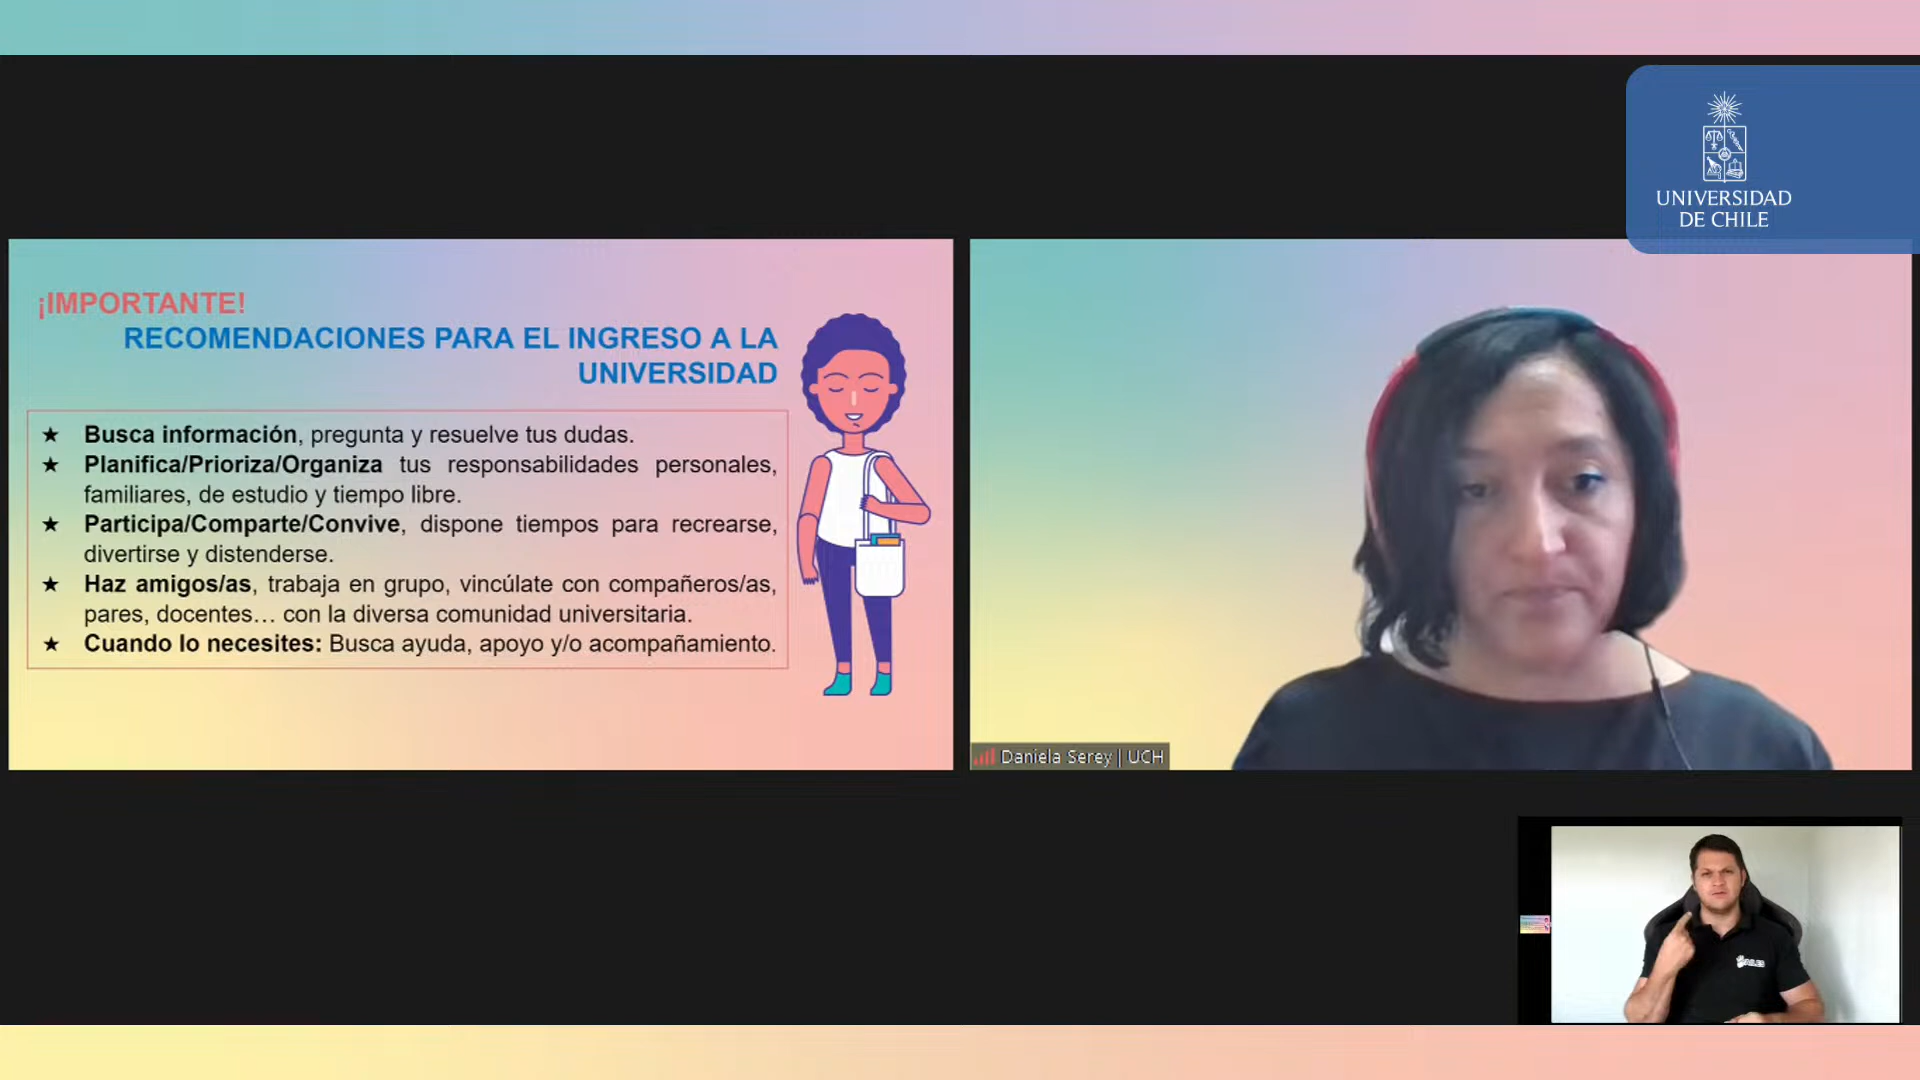 ¡IMPORTANTE!
RECOMENDACIONES PARA EL INGRESO A LA
UNIVERSIDAD
★ Busca información, pregunta y resuelve tus dudas.
★ Planifica/Prioriza/Organiza tus responsabilidades personales,
familiares, de estudio y tiempo libre.
★ Participa/Comparte/Convive, dispone tiempos para recrearse,
divertirse y distenderse.
★ Haz amigos/as, trabaja en grupo, vincúlate con compañeros/as,
pares, docentes… con la diversa comunidad universitaria.
★ Cuando lo necesites: Busca ayuda, apoyo y/o acompañamiento.
UNIVERSIDAD
DE CHILE
Daniela Serey | UCH